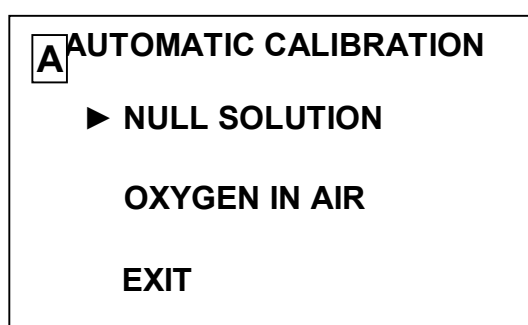 A AUTOMATIC CALIBRATION
► NULL SOLUTION
OXYGEN IN AIR
EXIT